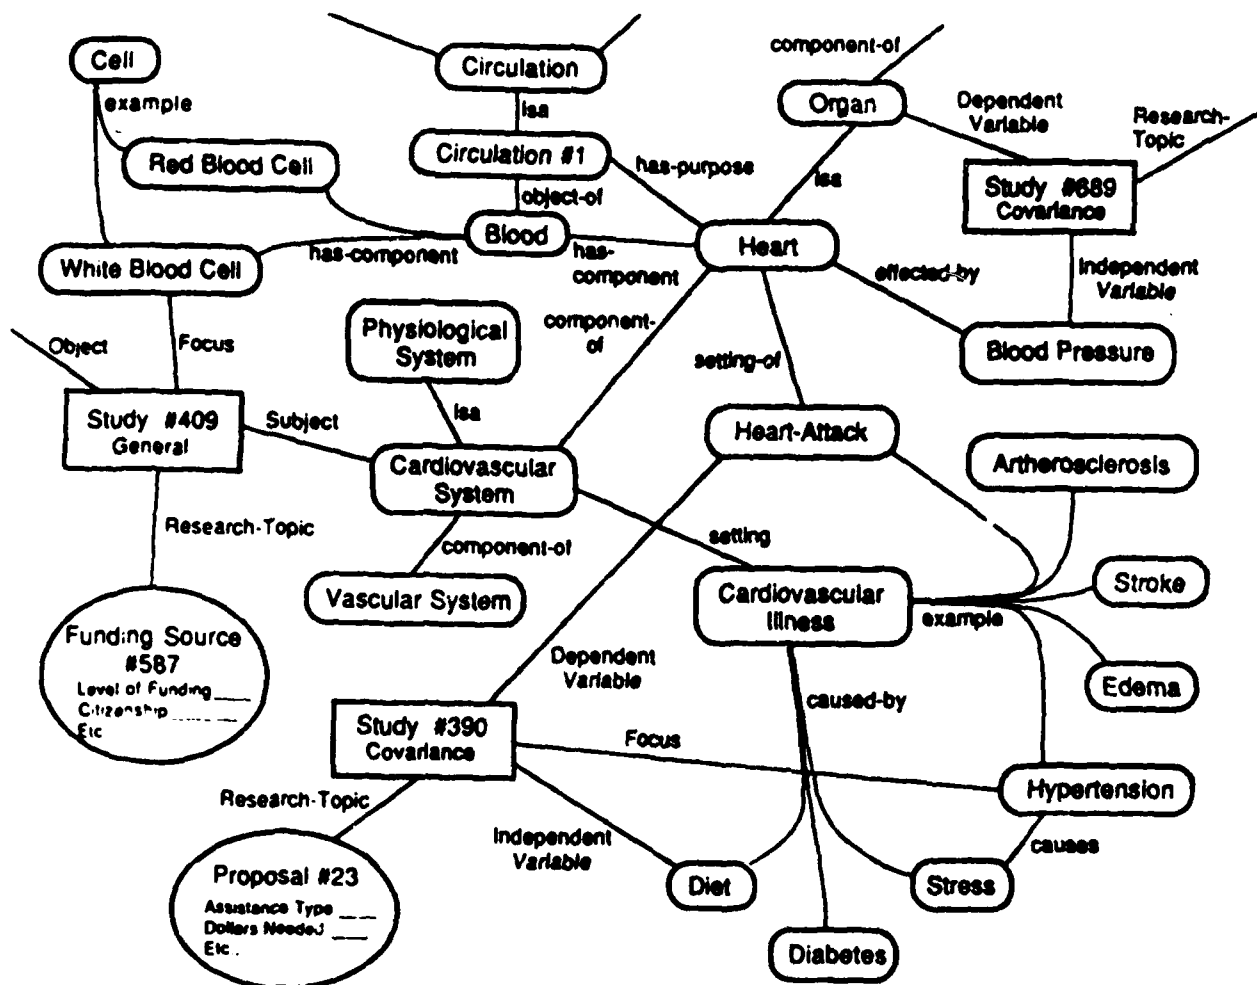 component-of
Cell
Circulation
example
Organ
Dependent
Variable
Research-
Topic
Isa
Circulation #1
Red Blood Cell
has-purpose
Isa
Study #689
Covariance
object-of
Blood
has-component
has-
component
Heart
White Blood Cell
effected-by
Independent
Variable
Physiological
System
component-
of
Object
Focus
setting-of
Blood Pressure
Isa
Study #409
General
Subject
Heart-Attack
Cardiovascular
System
Artherosclerosis
Research-Topic
component-of
setting
Vascular System
Cardiovascular
Illness
example
Stroke
Funding Source
#587
Level of Funding ___
Citizenship ___
Etc
Dependent
Variable
caused-by
Edema
Study #390
Covariance
Focus
Hypertension
Research-Topic
Independent
Variable
causes
Proposal #23
Assistance Type ___
Dollars Needed ___
Etc.
Diet
Stress
Diabetes